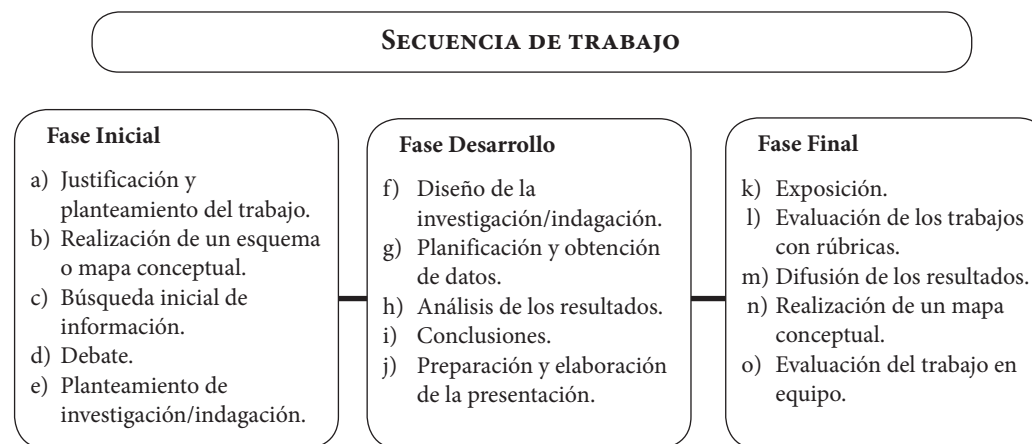 SECUENCIA DE TRABAJO
Fase Inicial
a) Justificación y
planteamiento del trabajo.
b) Realización de un esquema
o mapa conceptual.
c) Búsqueda inicial de
información.
d) Debate.
e) Planteamiento de
investigación/indagación.
Fase Desarrollo
f) Diseño de la
investigación/indagación.
g) Planificación y obtención
de datos.
h) Análisis de los resultados.
i) Conclusiones.
j) Preparación y elaboración
de la presentación.
Fase Final
k) Exposición.
l) Evaluación de los trabajos
con rúbricas.
m) Difusión de los resultados.
n) Realización de un mapa
conceptual.
o) Evaluación del trabajo en
equipo.